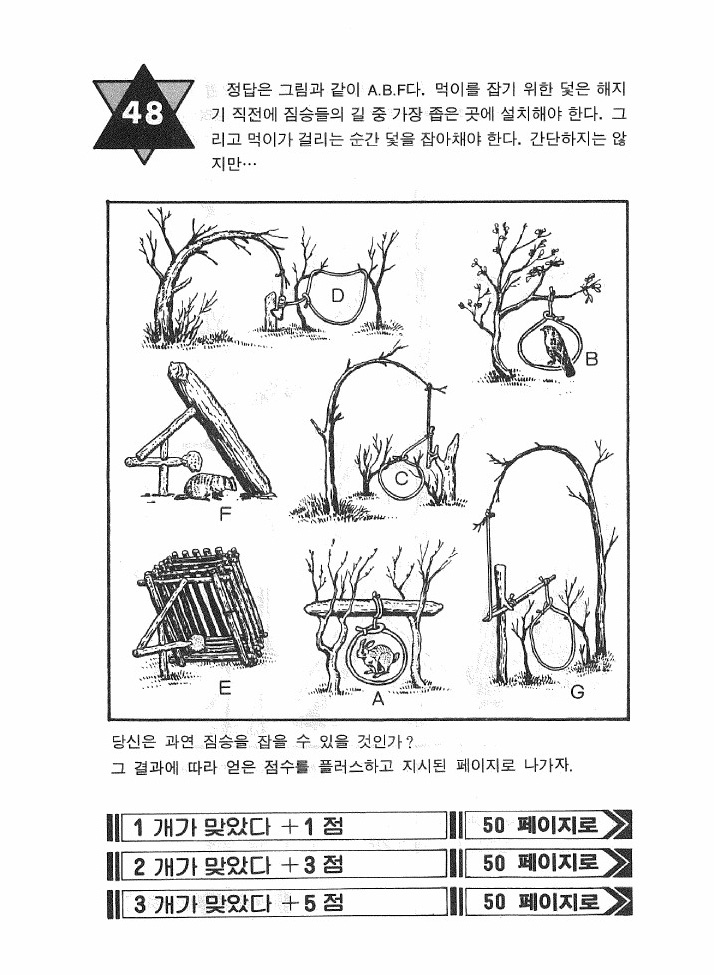 48
정답은 그림과 같이 A.B.F다. 먹이를 잡기 위한 덫은 해지
기 직전에 짐승들의 길 중 가장 좁은 곳에 설치해야 한다. 그
리고 먹이가 걸리는 순간 덫을 잡아채야 한다. 간단하지는 않
지만…
D
B
C
F
E
A
G
당신은 과연 짐승을 잡을 수 있을 것인가?
그 결과에 따라 얻은 점수를 플러스하고 지시된 페이지로 나가자.
1 개가 맞았다 +1 점 50 페이지로
2 개가 맞았다 +3 점 50 페이지로
3 개가 맞았다 +5 점 50 페이지로